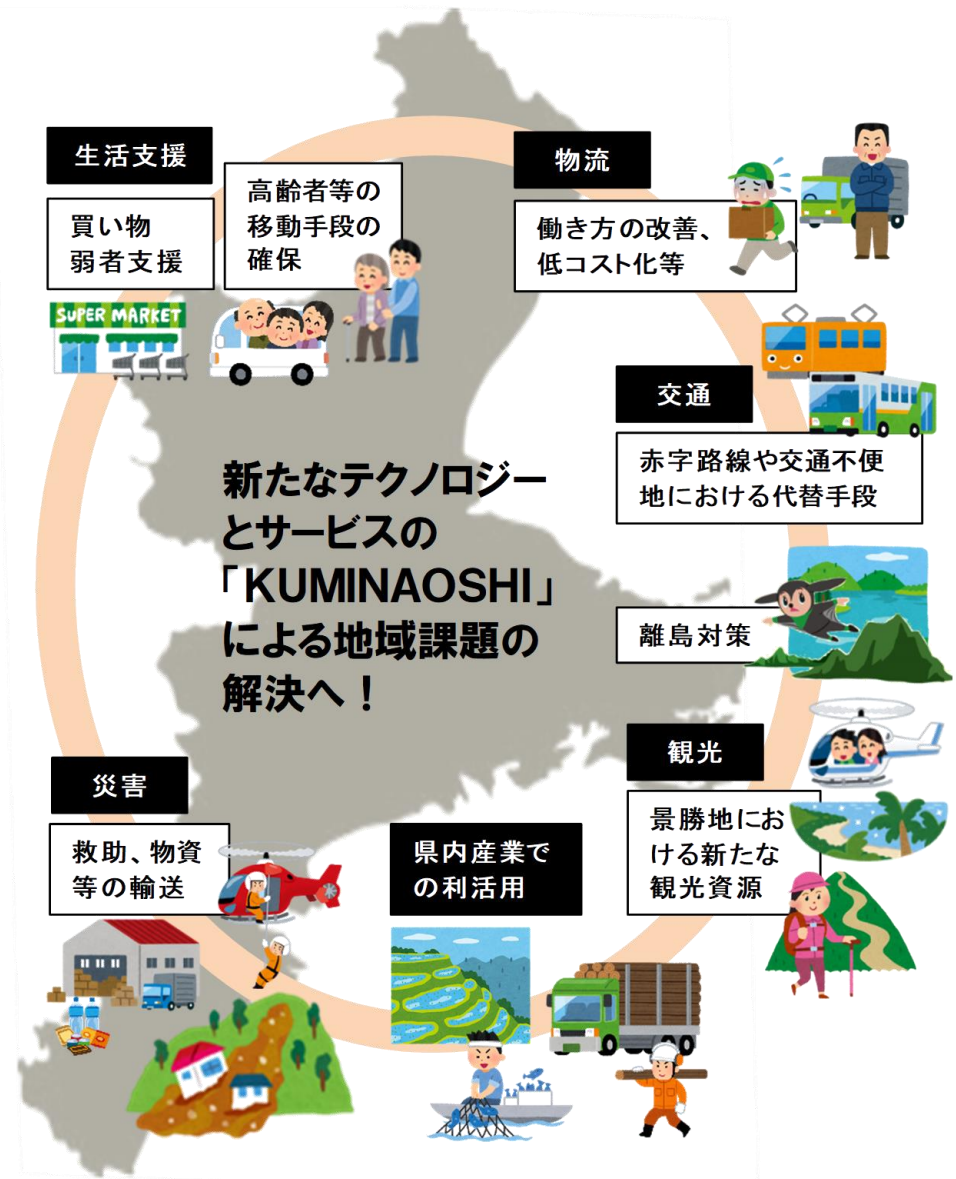 生活支援
買い物
弱者支援
高齢者等の
移動手段の
確保
SUPER MARKET
物流
働き方の改善、
低コスト化等
交通
赤字路線や交通不便
地における代替手段
離島対策
新たなテクノロジー
とサービスの
「KUMINAOSHI」
による地域課題の
解決へ！
観光
景勝地にお
ける新たな
観光資源
災害
救助、物資
等の輸送
県内産業で
の利活用